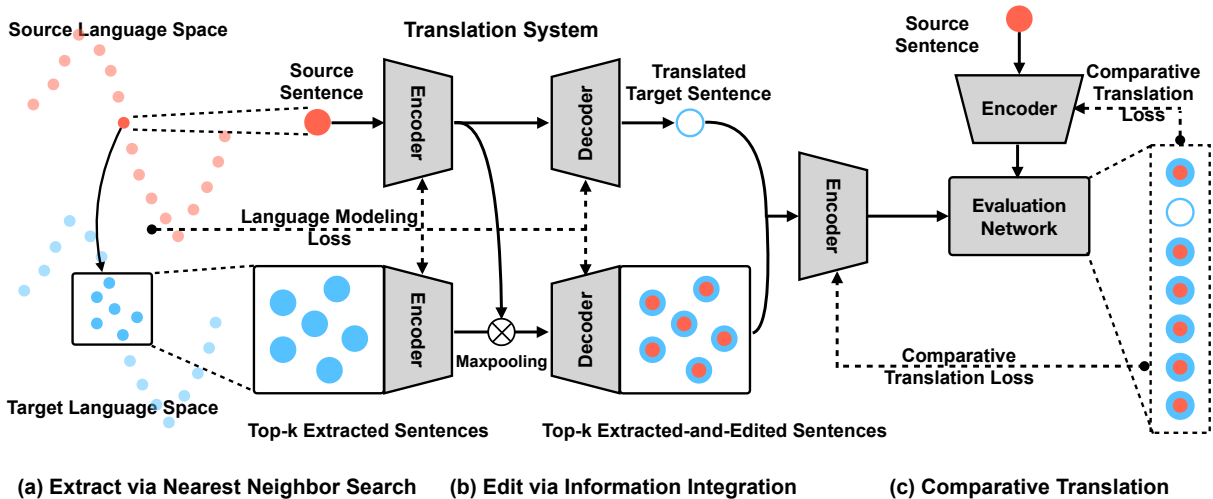 Source Language Space
Translation System
Source
Sentence
Encoder
Decoder
Translated
Target Sentence
Source
Sentence
Encoder
Comparative
Translation
Loss
Language Modeling
Loss
Encoder
Evaluation
Network
Encoder
Maxpooling
Decoder
Comparative
Translation Loss
Target Language Space
Top-k Extracted Sentences
Top-k Extracted-and-Edited Sentences
(a) Extract via Nearest Neighbor Search
(b) Edit via Information Integration
(c) Comparative Translation